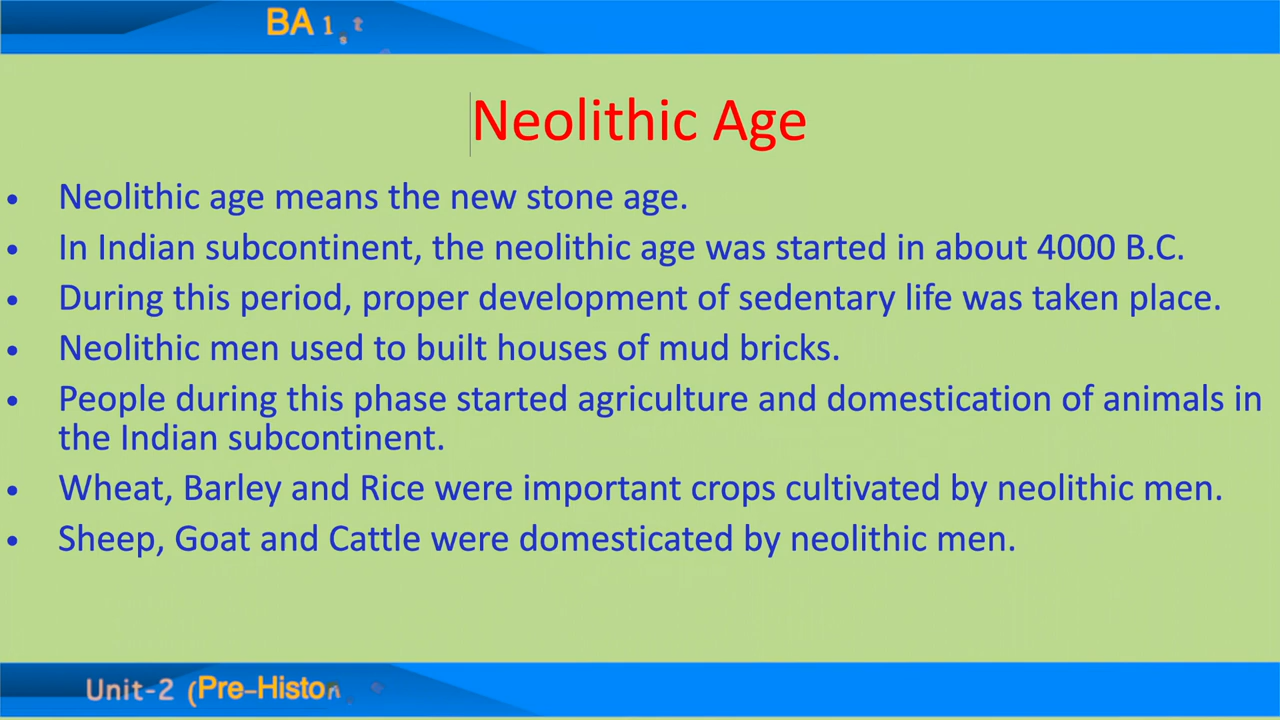 BA 1st
Neolithic Age
• Neolithic age means the new stone age.
• In Indian subcontinent, the neolithic age was started in about 4000 B.C.
• During this period, proper development of sedentary life was taken place.
• Neolithic men used to built houses of mud bricks.
• People during this phase started agriculture and domestication of animals in
the Indian subcontinent.
• Wheat, Barley and Rice were important crops cultivated by neolithic men.
• Sheep, Goat and Cattle were domesticated by neolithic men.
Unit-2 (Pre-Histor